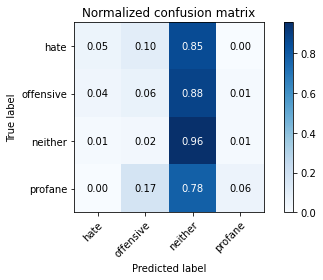 Normalized confusion matrix
True label
hate 0.05 0.10 0.85 0.00
offensive 0.04 0.06 0.88 0.01
neither 0.01 0.02 0.96 0.01
profane 0.00 0.17 0.78 0.06
hate offensive neither profane
Predicted label
0.8
0.6
0.4
0.2
0.0